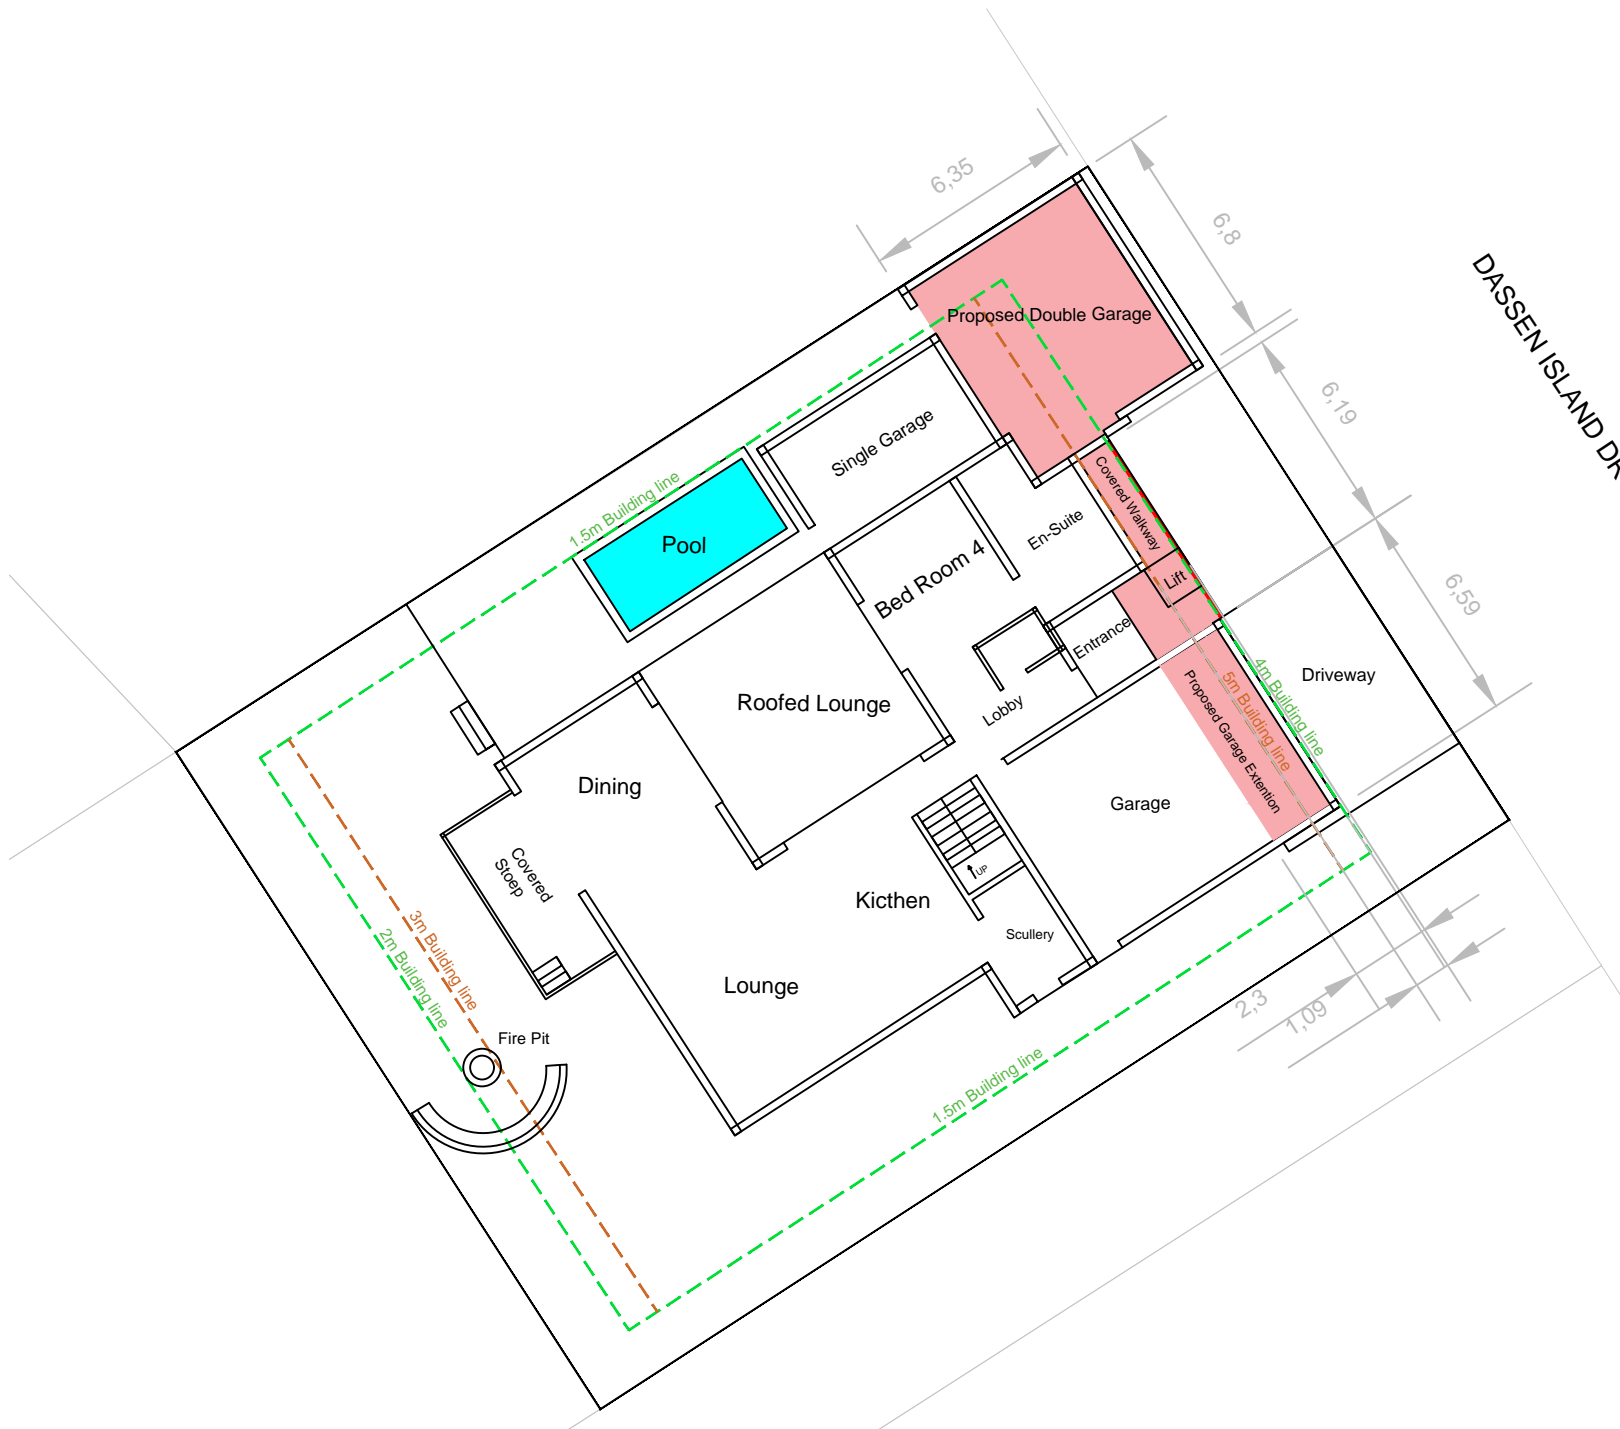 6,35
6,8
DASSEN ISLAND DR
Proposed Double Garage
6,19
Single Garage
Covered Walkway
1.5m Building line
Pool
En-Suite
Bed Room 4
Lift
6,59
Entrance
Driveway
4m Building line
5m Building line
Proposed Garage Extention
Roofed Lounge
Lobby
Dining
Garage
Covered
Stoep
UP
Kicthen
Scullery
3m Building line
2m Building line
Lounge
2,3
1,09
Fire Pit
1.5m Building line